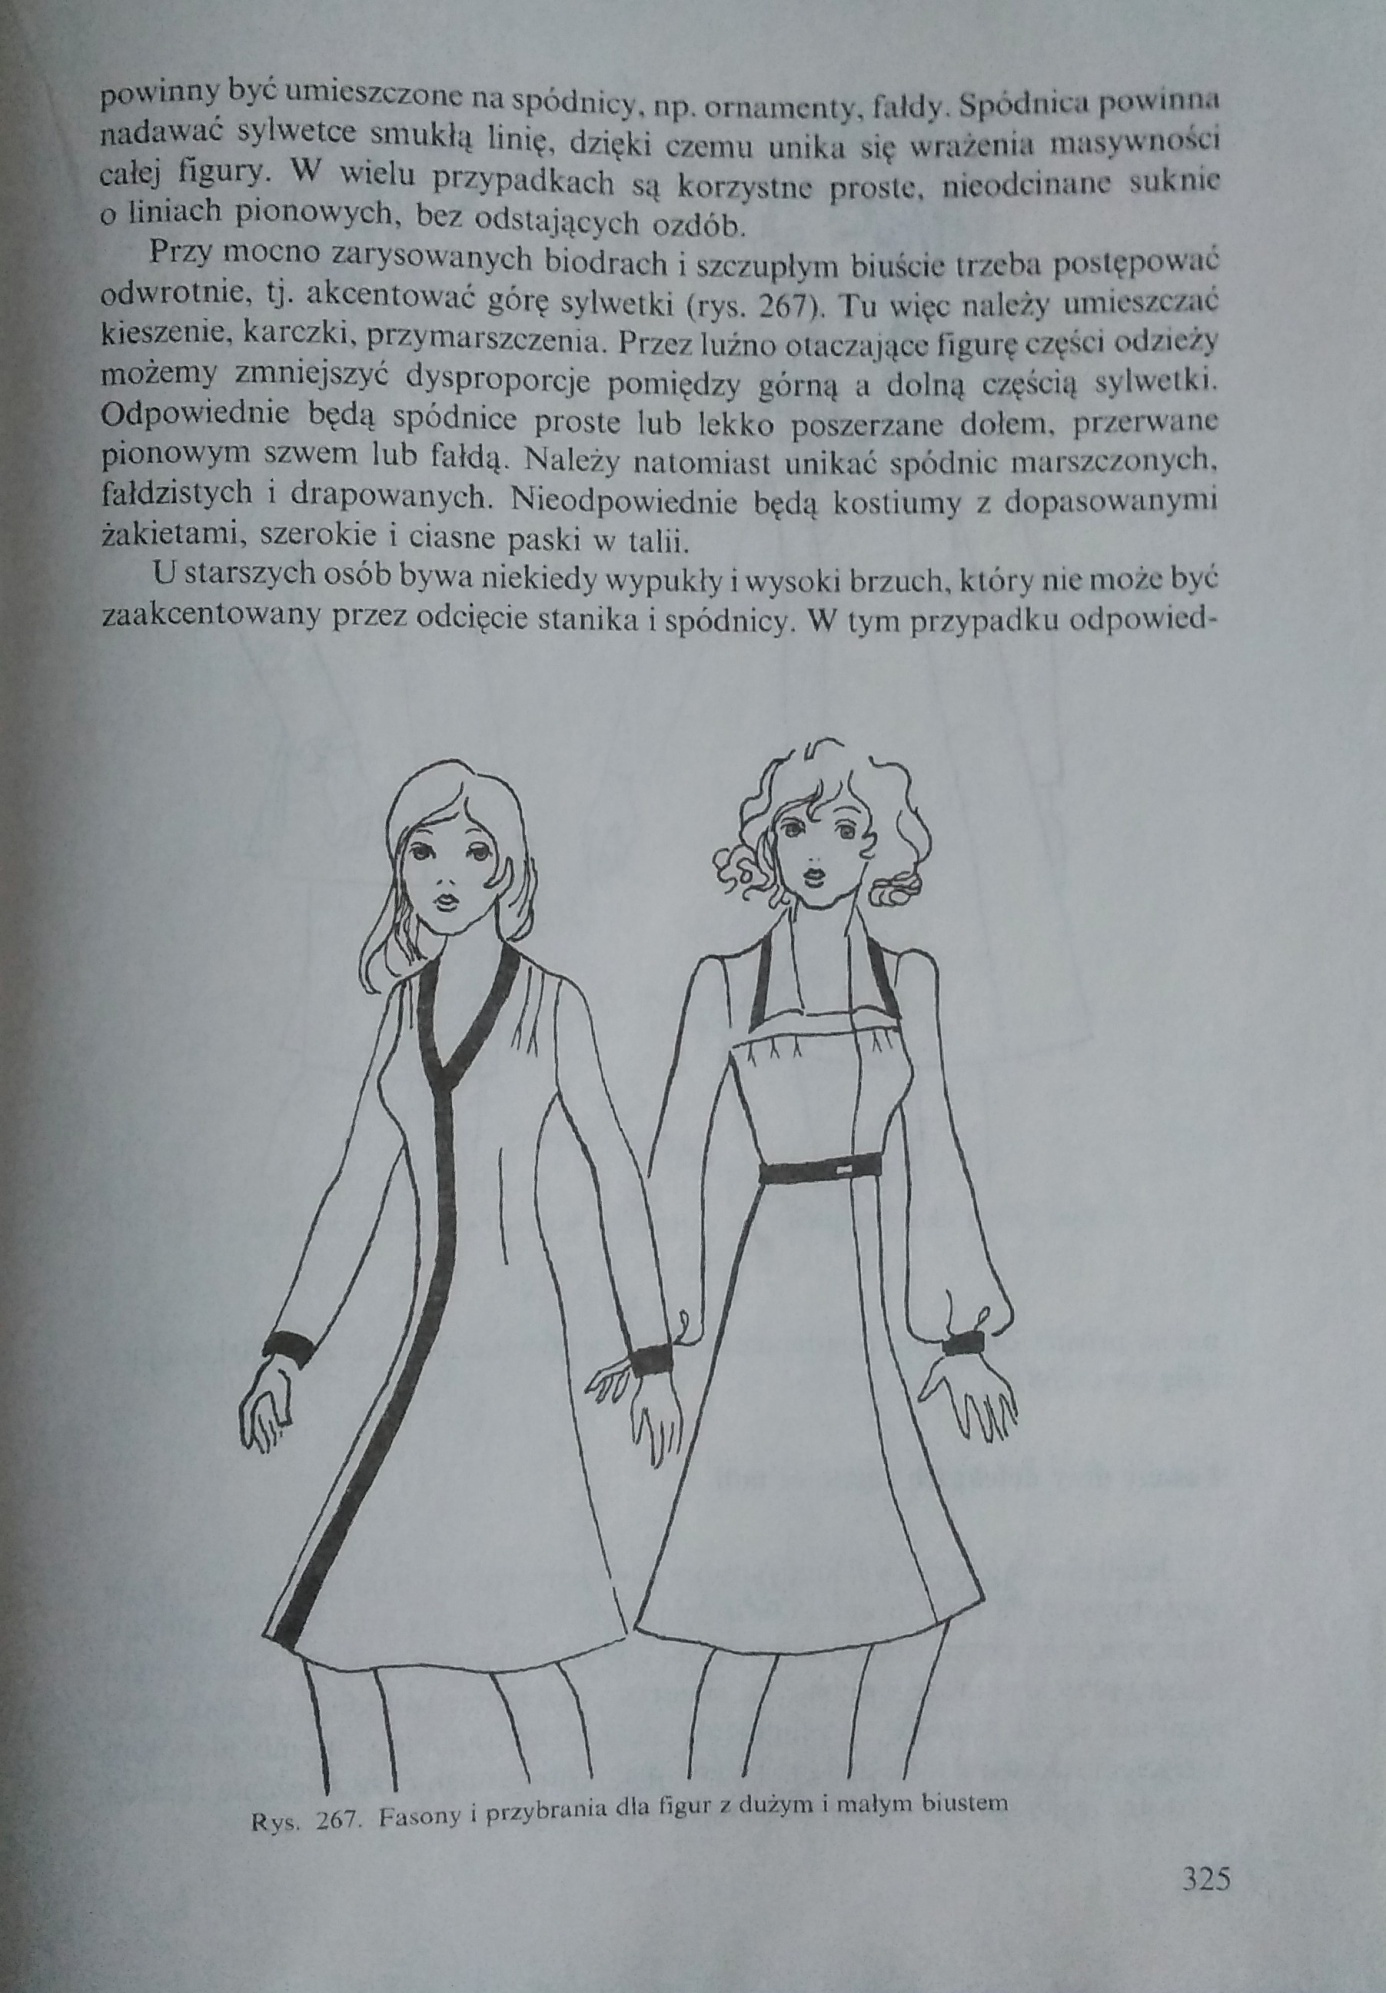 powinny być umieszczone na spódnicy, np. ornamenty, fałdy. Spódnica powinna
nadawać sylwetce smukłą linię, dzięki czemu unika się wrażenia masywności
całej figury. W wielu przypadkach są korzystne proste, nieodcinane suknie
o liniach pionowych, bez odstających ozdób.
Przy mocno zarysowanych biodrach i szczupłym biuście trzeba postępować
odwrotnie, tj. akcentować górę sylwetki (rys. 267). Tu więc należy umieszczać
kieszenie, karczki, przymarszczenia. Przez luźno otaczające figurę części odzieży
możemy zmniejszyć dysproporcje pomiędzy górną a dolną częścią sylwetki.
Odpowiednie będą spódnice proste lub lekko poszerzane dołem, przerwane
pionowym szwem lub fałdą. Należy natomiast unikać spódnic marszczonych,
fałdzistych i drapowanych. Nieodpowiednie będą kostiumy z dopasowanymi
żakietami, szerokie i ciasne paski w talii.
U starszych osób bywa niekiedy wypukły i wysoki brzuch, który nie może być
zaakcentowany przez odcięcie stanika i spódnicy. W tym przypadku odpowied-
Rys. 267. Fasony i przybrania dla figur z dużym i małym biustem
325